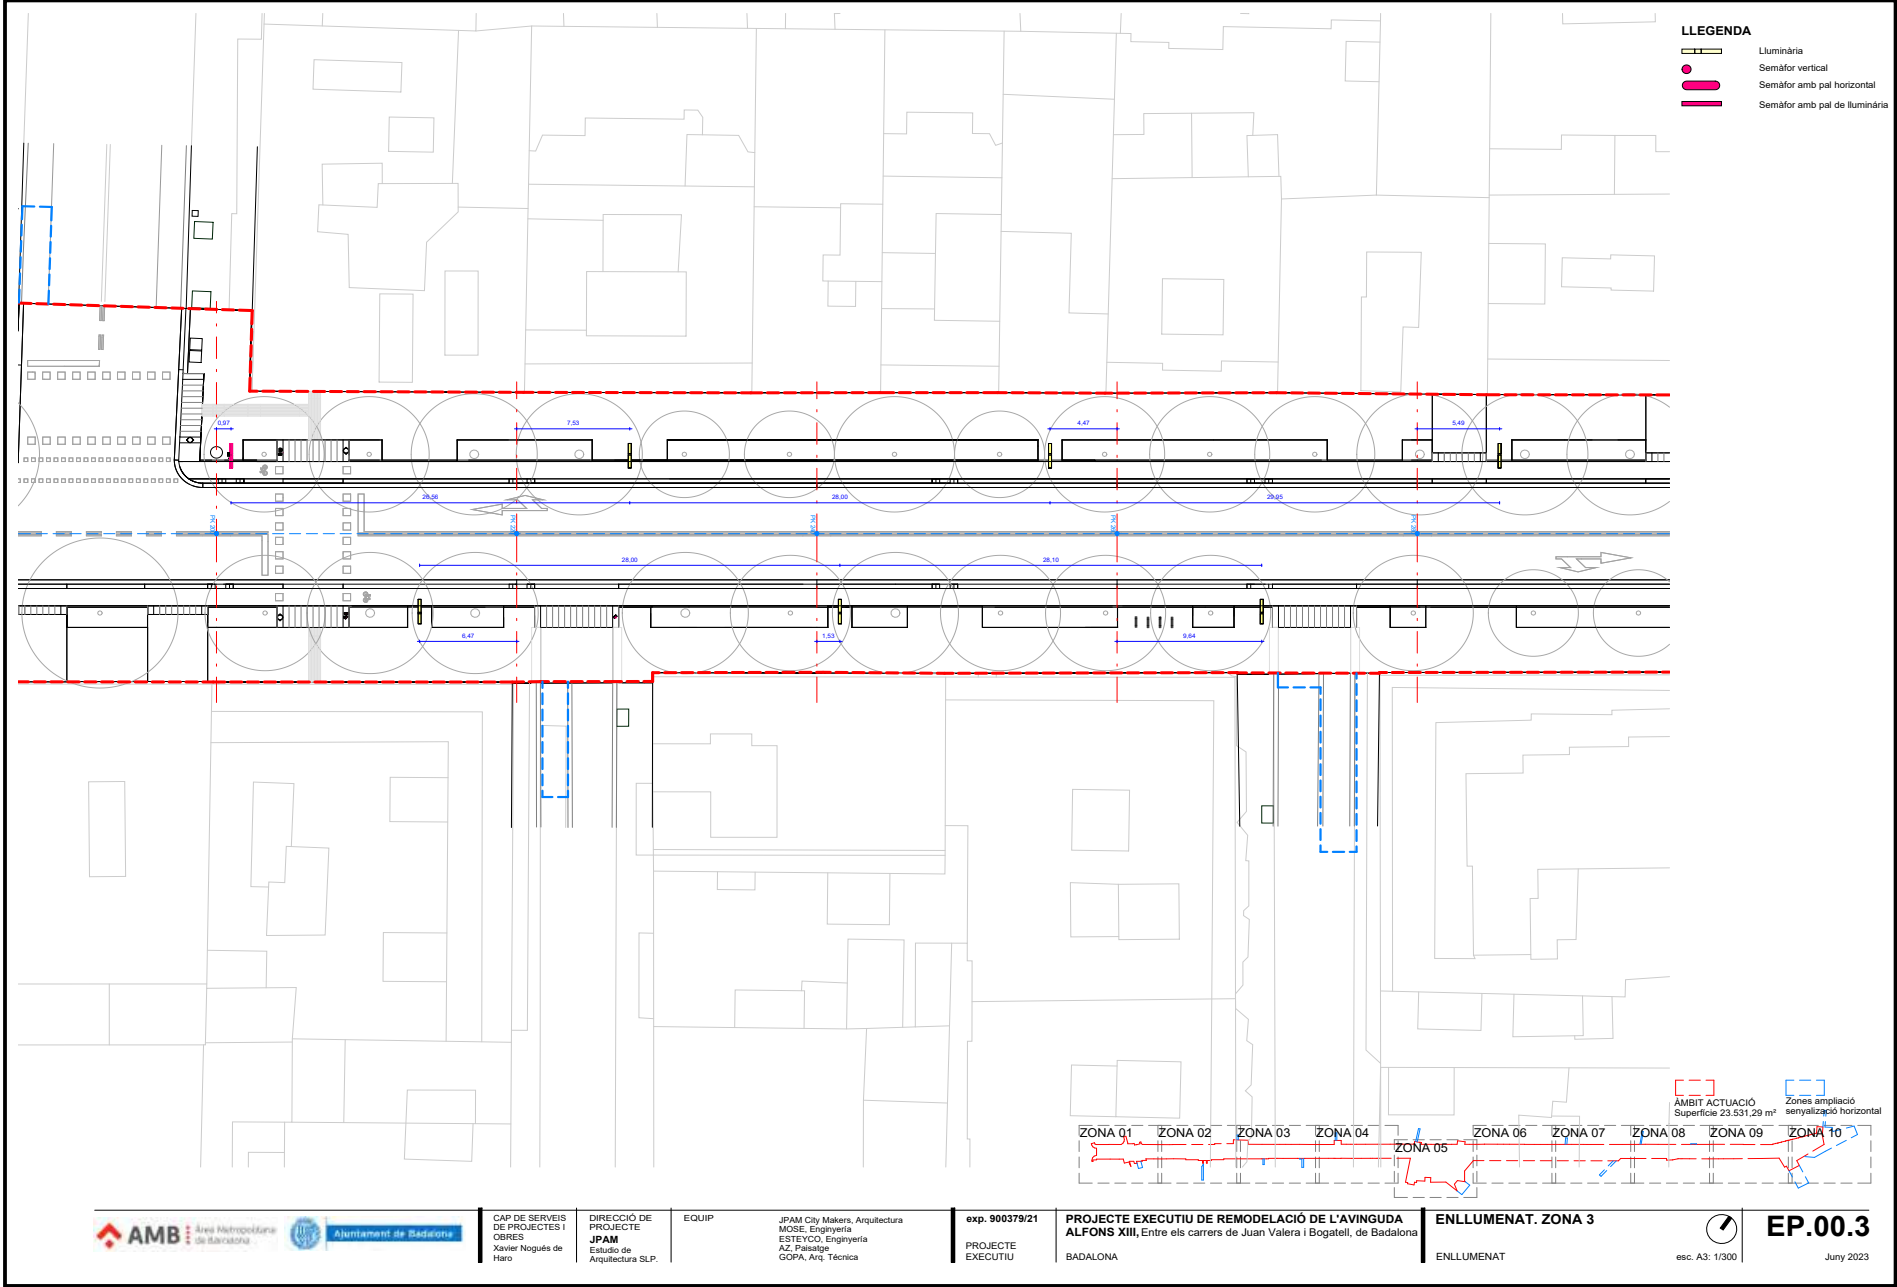 LLEGENDA
Lluminària
Semàfor vertical
Semàfor amb pal horitzontal
Semàfor amb pal de lluminària
0,97
7,53
4,47
5,49
26,56
28,00
29,95
28,00
28,10
6,47
1,53
9,64
ÀMBIT ACTUACIÓ
Superfície 23.531,29 m²
Zones ampliació
senyalització horizontal
ZONA 01
ZONA 02
ZONA 03
ZONA 04
ZONA 05
ZONA 06
ZONA 07
ZONA 08
ZONA 09
ZONA 10
AMB
Àrea Metropolitana
de Barcelona
Ajuntament de Badalona
CAP DE SERVEIS
DE PROJECTES I
OBRES
Xavier Nogués de
Haro
DIRECCIÓ DE
PROJECTE
JPAM
Estudio de
Arquitectura SLP.
EQUIP
JPAM City Makers, Arquitectura
MOSE, Enginyería
ESTEYCO, Enginyería
AZ, Paisatge
GOPA, Arq. Técnica
exp. 900379/21
PROJECTE
EXECUTIU
PROJECTE EXECUTIU DE REMODELACIÓ DE L'AVINGUDA
ALFONS XIII, Entre els carrers de Juan Valera i Bogatell, de Badalona
BADALONA
ENLLUMENAT. ZONA 3
ENLLUMENAT
esc. A3: 1/300
EP.00.3
Juny 2023